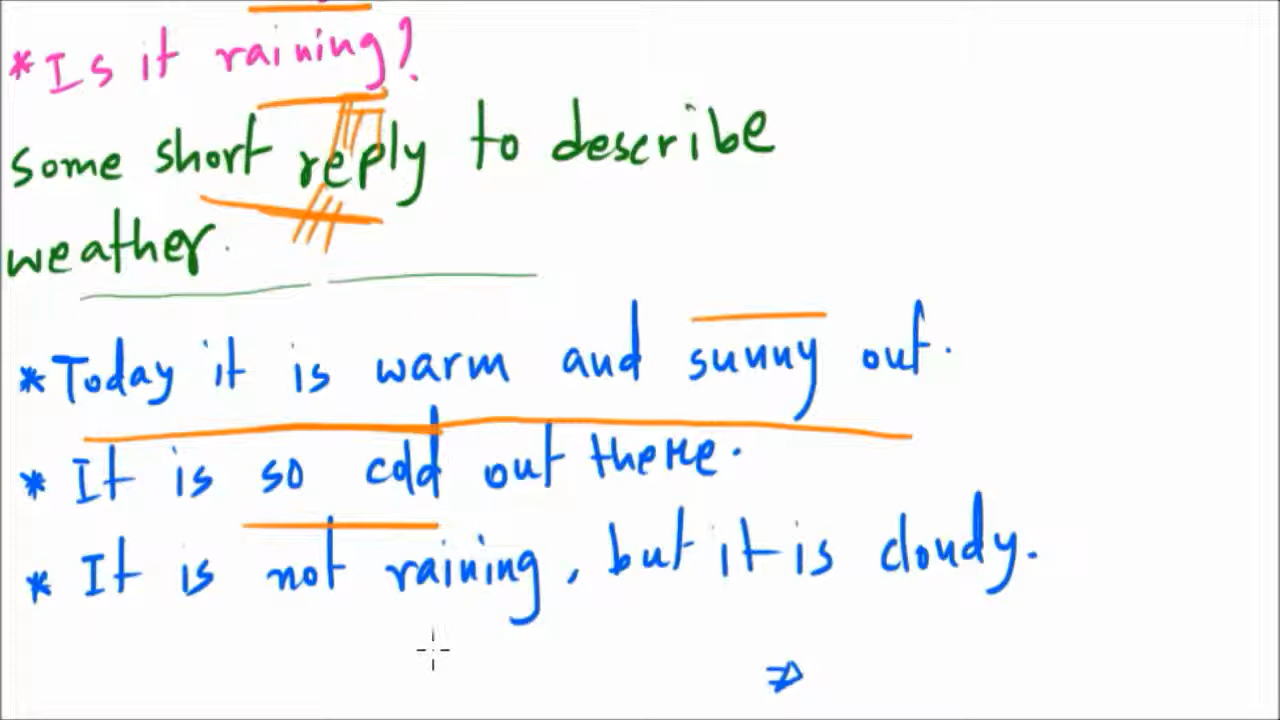 *Is it raining?
some short reply to describe
weather.
*Today it is warm and sunny out.
* It is so cold out there.
* It is not raining, but it is cloudy.